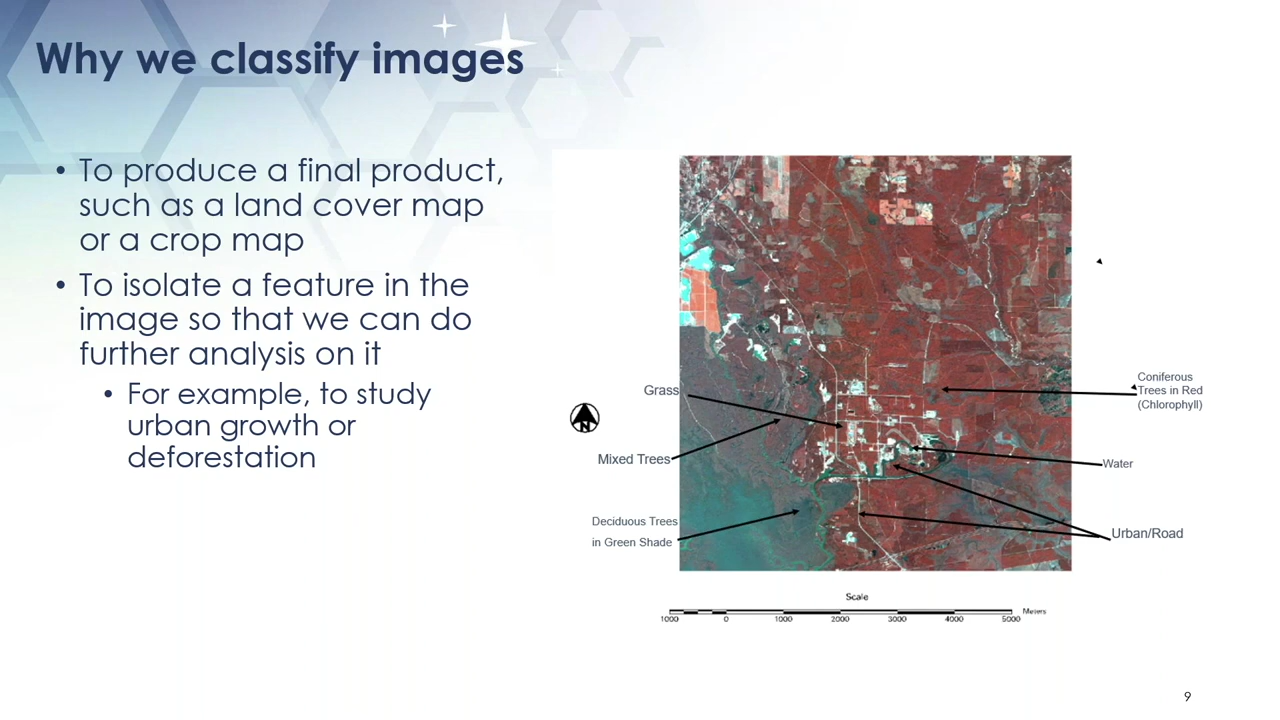 Why we classify images
• To produce a final product,
such as a land cover map
or a crop map
• To isolate a feature in the
image so that we can do
further analysis on it
• For example, to study
urban growth or
deforestation
Grass
Mixed Trees
Deciduous Trees
in Green Shade
N
Coniferous
Trees in Red
(Chlorophyll)
Water
Urban/Road
Scale
1000 0 1000 2000 3000 4000 5000 Meters
9